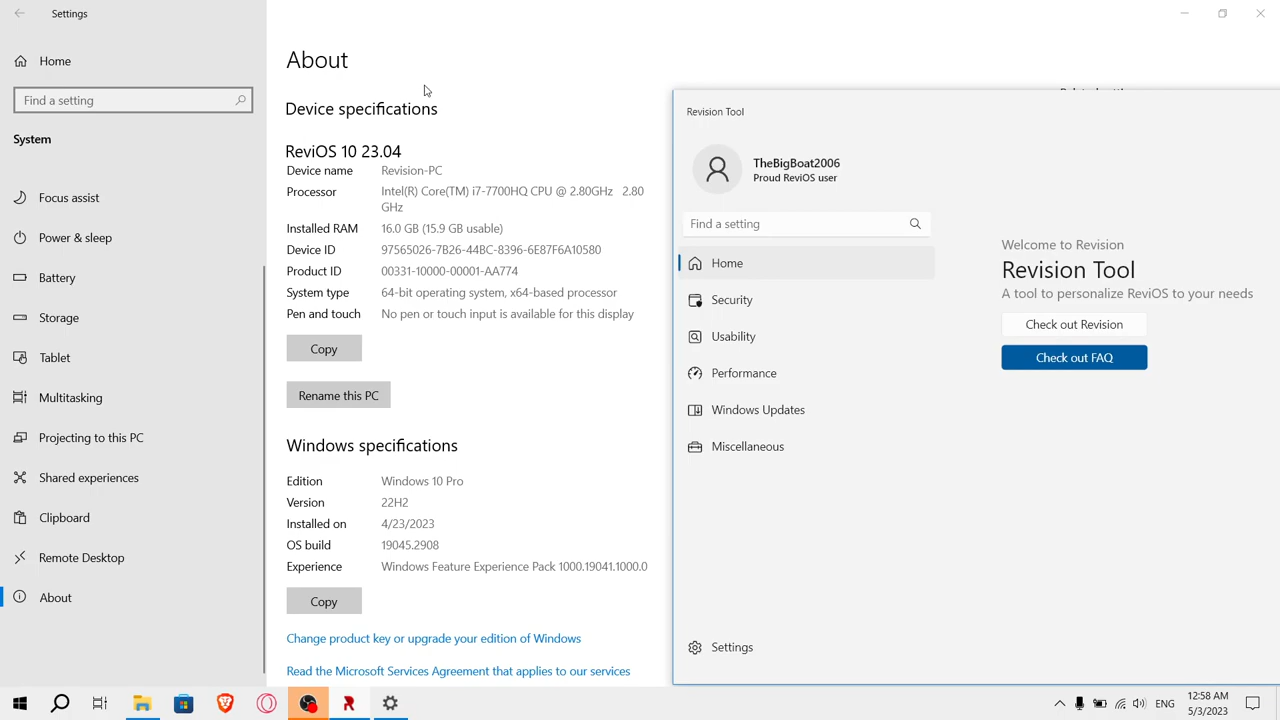 Settings
Home
Find a setting
System
Focus assist
Power & sleep
Battery
Storage
Tablet
Multitasking
Projecting to this PC
Shared experiences
Clipboard
Remote Desktop
About
About
Device specifications
ReviOS 10 23.04
Device name Revision-PC
Processor Intel(R) Core(TM) i7-7700HQ CPU @ 2.80GHz 2.80
GHz
Installed RAM 16.0 GB (15.9 GB usable)
Device ID 97565026-7B26-44BC-8396-6E87F6A10580
Product ID 00331-10000-00001-AA774
System type 64-bit operating system, x64-based processor
Pen and touch No pen or touch input is available for this display
Copy
Rename this PC
Windows specifications
Edition Windows 10 Pro
Version 22H2
Installed on 4/23/2023
OS build 19045.2908
Experience Windows Feature Experience Pack 1000.19041.1000.0
Copy
Change product key or upgrade your edition of Windows
Read the Microsoft Services Agreement that applies to our services
Revision Tool
TheBigBoat2006
Proud ReviOS user
Find a setting
Home
Security
Usability
Performance
Windows Updates
Miscellaneous
Settings
Welcome to Revision
Revision Tool
A tool to personalize ReviOS to your needs
Check out Revision
Check out FAQ
ENG
12:58 AM
5/3/2023